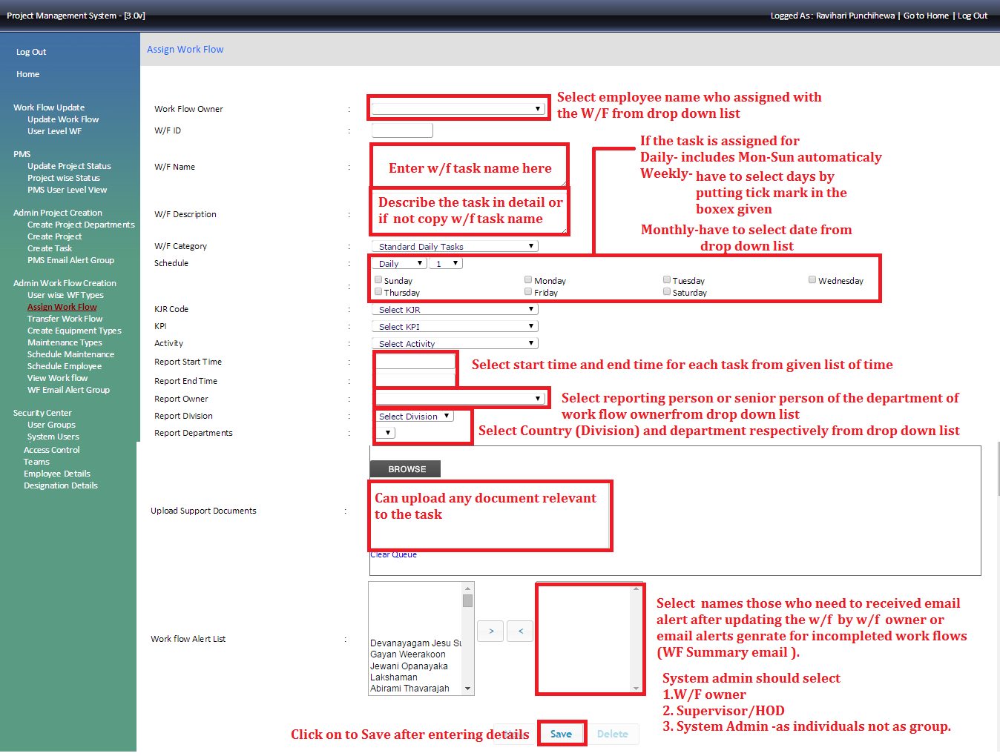 Project Management System - [3.0v]
Logged As : Ravihari Punchihewa | Go to Home | Log Out
Log Out
Home
Work Flow Update
Update Work Flow
User Level WF
PMS
Update Project Status
Project wise Status
PMS User Level View
Admin Project Creation
Create Project Departments
Create Project
Create Task
PMS Email Alert Group
Admin Work Flow Creation
User wise WF Types
Assign Work Flow
Transfer Work Flow
Create Equipment Types
Maintenance Types
Schedule Maintenance
Schedule Employee
View Work flow
WF Email Alert Group
Security Center
User Groups
System Users
Access Control
Teams
Employee Details
Designation Details
Assign Work Flow
Work Flow Owner :
Select employee name who assigned with
the W/F from drop down list
W/F ID :
If the task is assigned for
Daily- includes Mon-Sun automaticaly
Weekly- have to select days by
putting tick mark in the
boxex given
Monthly-have to select date from
drop down list
W/F Name :
Enter w/f task name here
W/F Description :
Describe the task in detail or
if not copy w/f task name
W/F Category : Standard Daily Tasks
Schedule : Daily 1
: Sunday Monday Tuesday Wednesday
Thursday Friday Saturday
KJR Code : Select KJR
KPI : Select KPI
Activity : Select Activity
Report Start Time :
Select start time and end time for each task from given list of time
Report End Time :
Report Owner :
Select reporting person or senior person of the department of
work flow ownerfrom drop down list
Report Division : Select Division
Report Departments :
Select Country (Division) and department respectively from drop down list
BROWSE
Upload Support Documents :
Can upload any document relevant
to the task
Clear Queue
Work flow Alert List :
Devanayagam Jesu Su
Gayan Weerakoon
Jewani Opanayaka
Lakshaman
Abirami Thavarajah
> <
Select names those who need to received email
alert after updating the w/f by w/f owner or
email alerts genrate for incompleted work flows
(WF Summary email ).
System admin should select
1.W/F owner
2. Supervisor/HOD
3. System Admin -as individuals not as group.
Click on to Save after entering details
Save
Delete